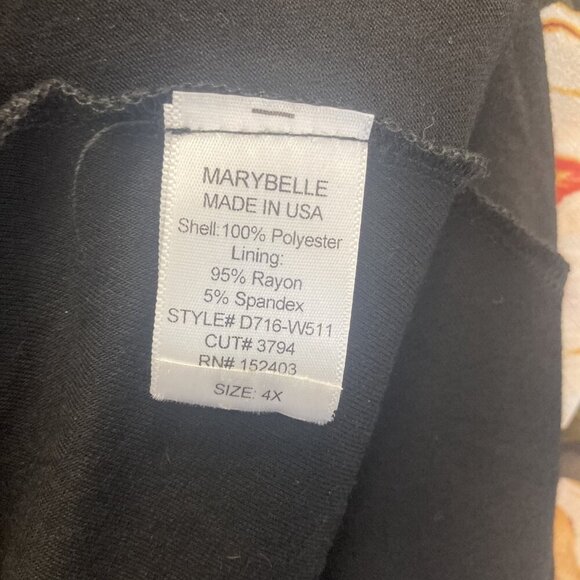 MARYBELLE
MADE IN USA
Shell:100% Polyester
Lining:
95% Rayon
5% Spandex
STYLE# D716-W511
CUT# 3794
RN# 152403
SIZE: 4X